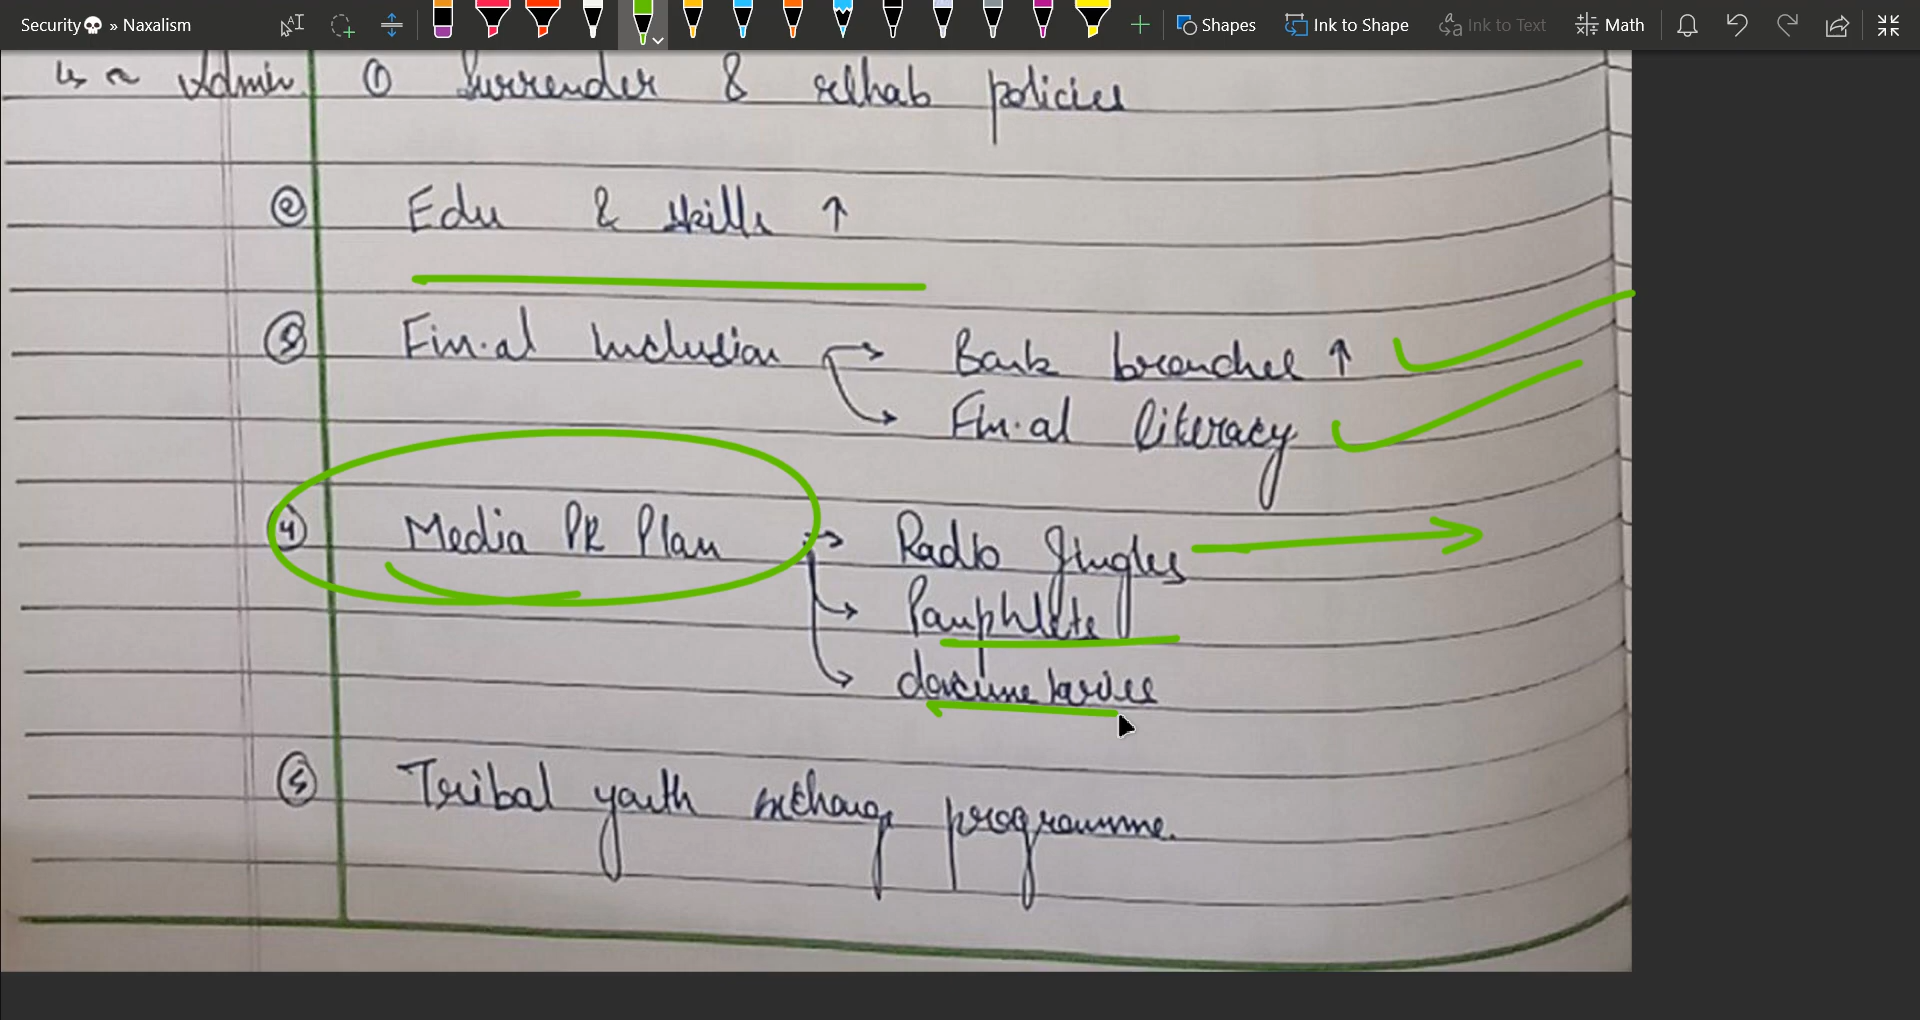 Security💀 » Naxalism
Shapes
Ink to Shape
Ink to Text
Math
↳ ~ Admin ① Surrender & rehab policies
② Edu & skills ↑
③ Fin.al Inclusion → Bank branches ↑
→ Fin.al literacy
④ Media PR Plan → Radio Jingles
→ Pamphlets
→ documetaries
⑤ Tribal youth exchange programme.